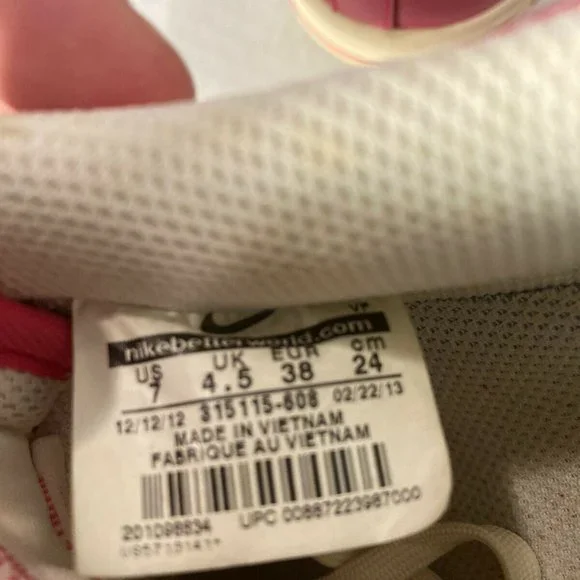 VF
nikebetterworld.com
US UK EUR cm
7 4.5 38 24
12/12/12 315115-608 02/22/13
MADE IN VIETNAM
FABRIQUE AU VIETNAM
201098834 UPC 00887223987000